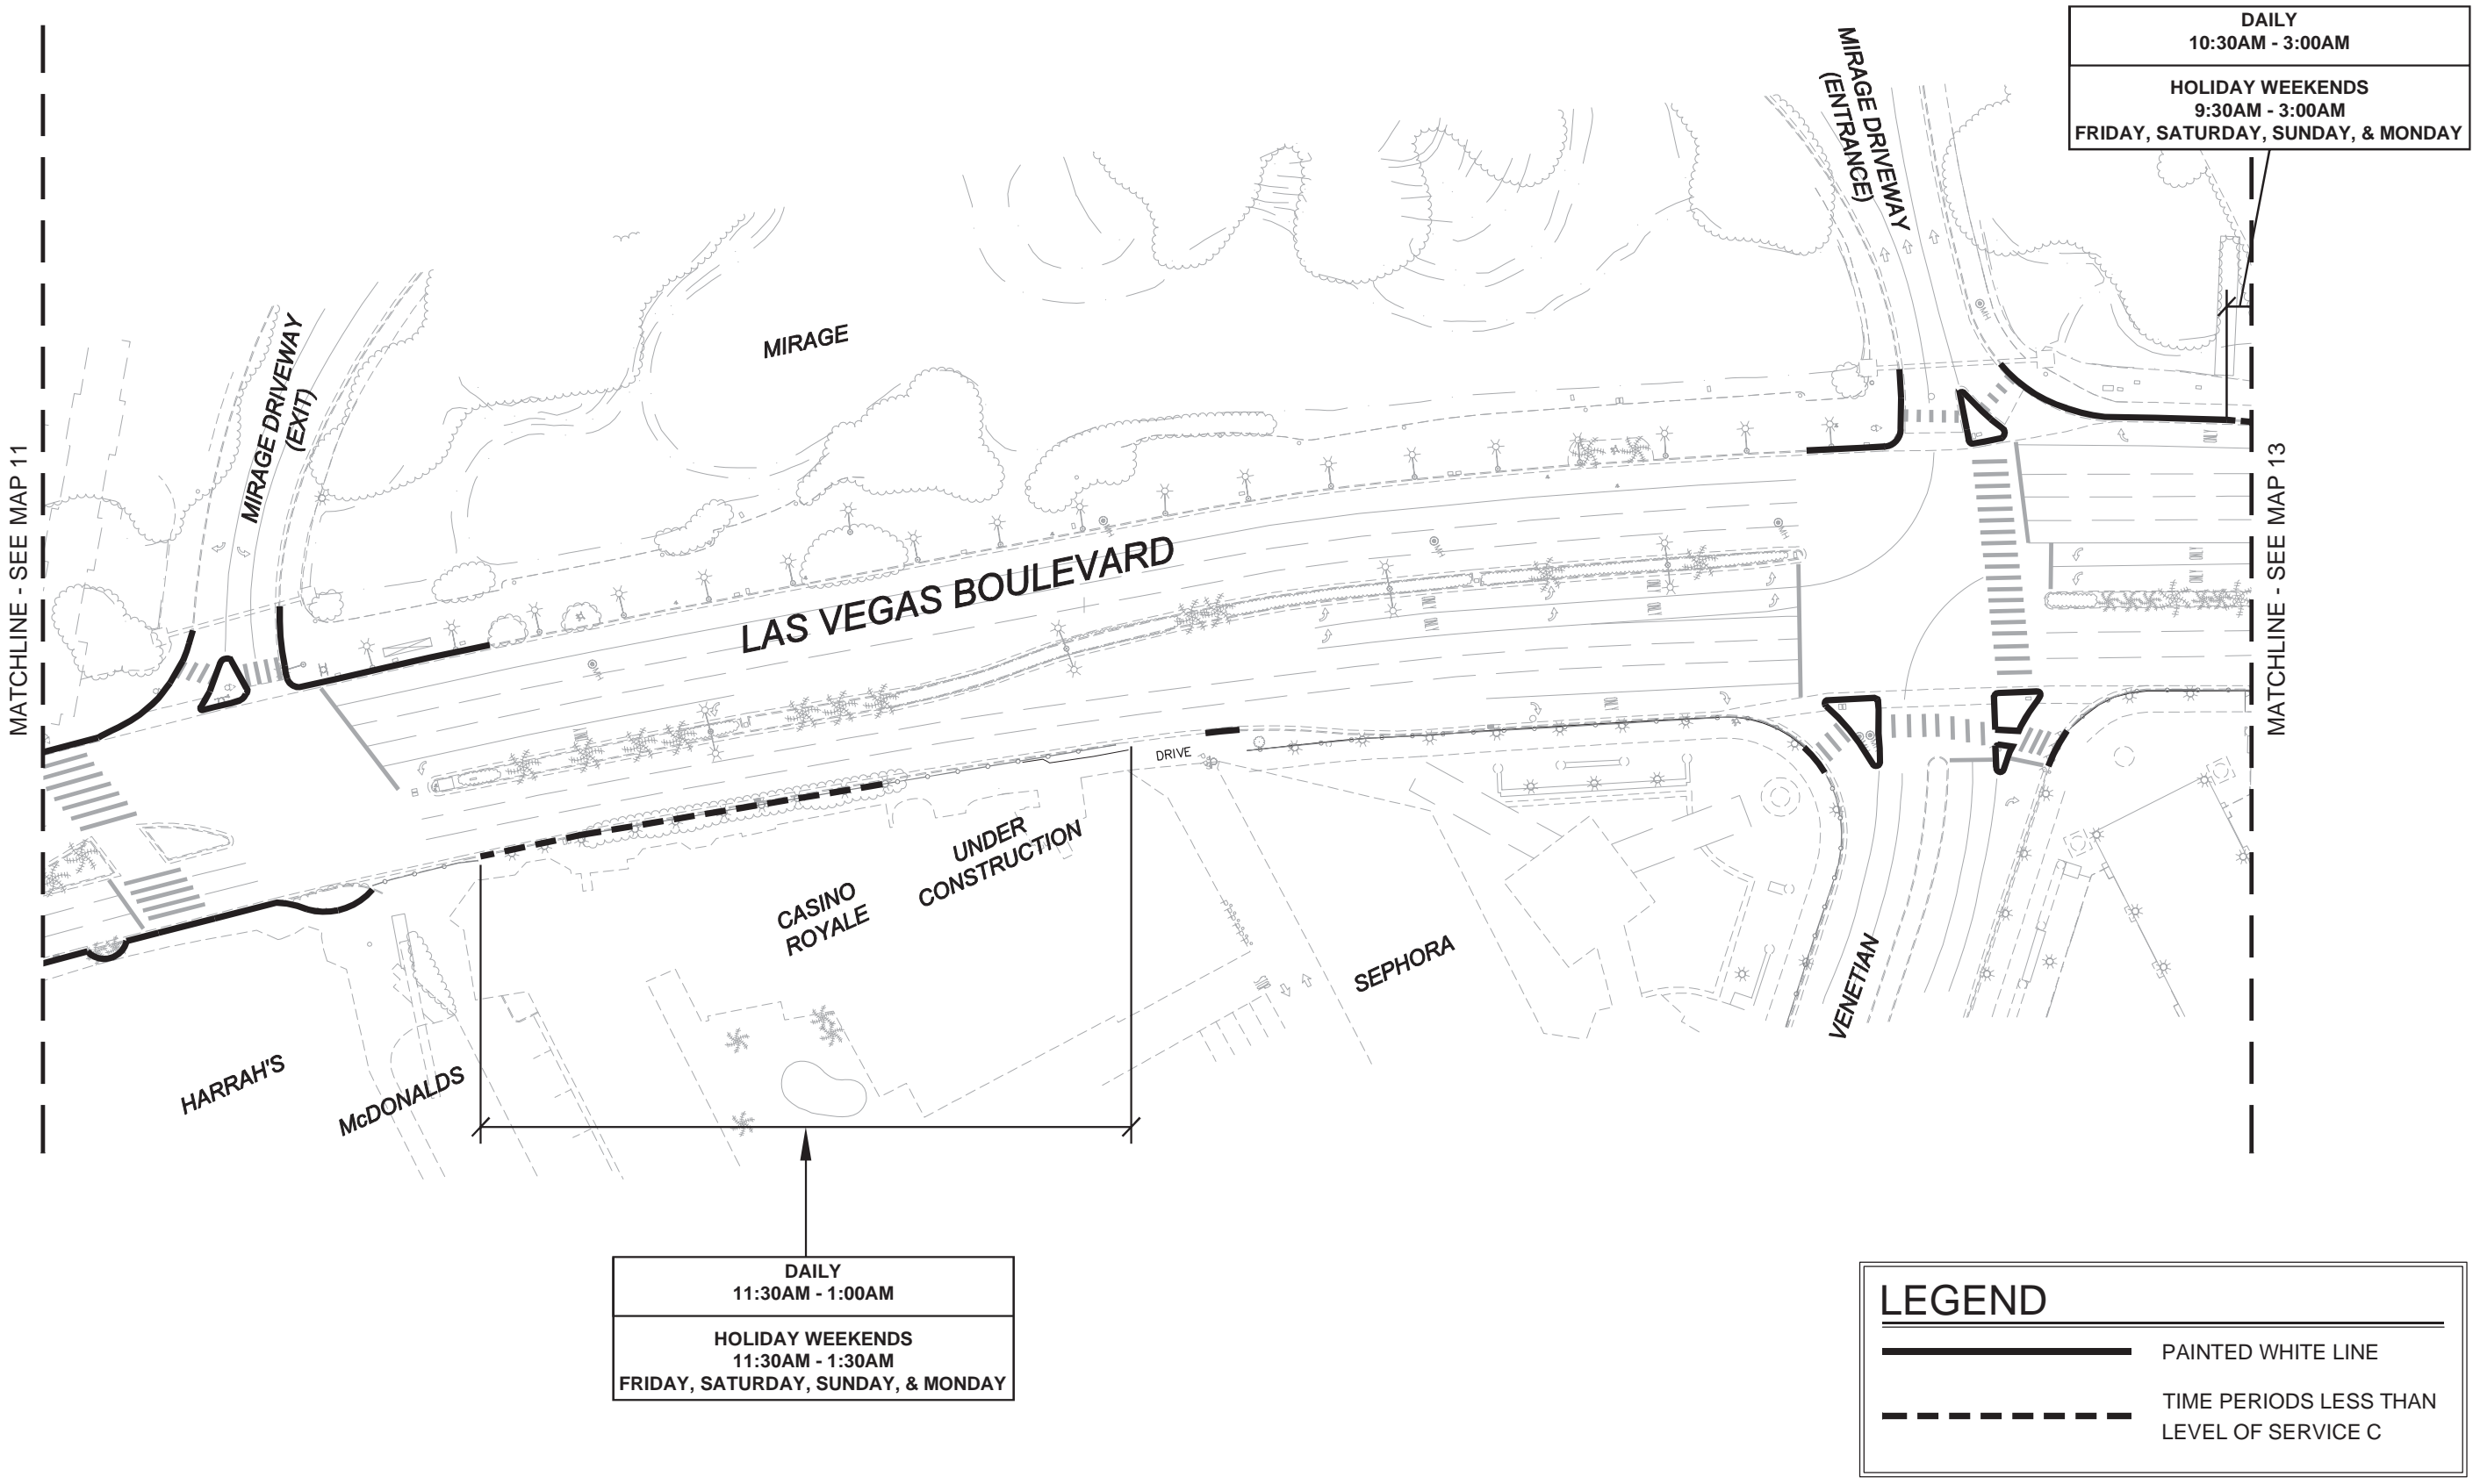 DAILY
10:30AM - 3:00AM
HOLIDAY WEEKENDS
9:30AM - 3:00AM
FRIDAY, SATURDAY, SUNDAY, & MONDAY
MIRAGE DRIVEWAY
(ENTRANCE)
MIRAGE DRIVEWAY
(EXIT)
MIRAGE
MATCHLINE - SEE MAP 11
MATCHLINE - SEE MAP 13
LAS VEGAS BOULEVARD
DRIVE
UNDER
CONSTRUCTION
CASINO
ROYALE
SEPHORA
VENETIAN
HARRAH'S
McDONALDS
DAILY
11:30AM - 1:00AM
HOLIDAY WEEKENDS
11:30AM - 1:30AM
FRIDAY, SATURDAY, SUNDAY, & MONDAY
LEGEND
PAINTED WHITE LINE
TIME PERIODS LESS THAN
LEVEL OF SERVICE C